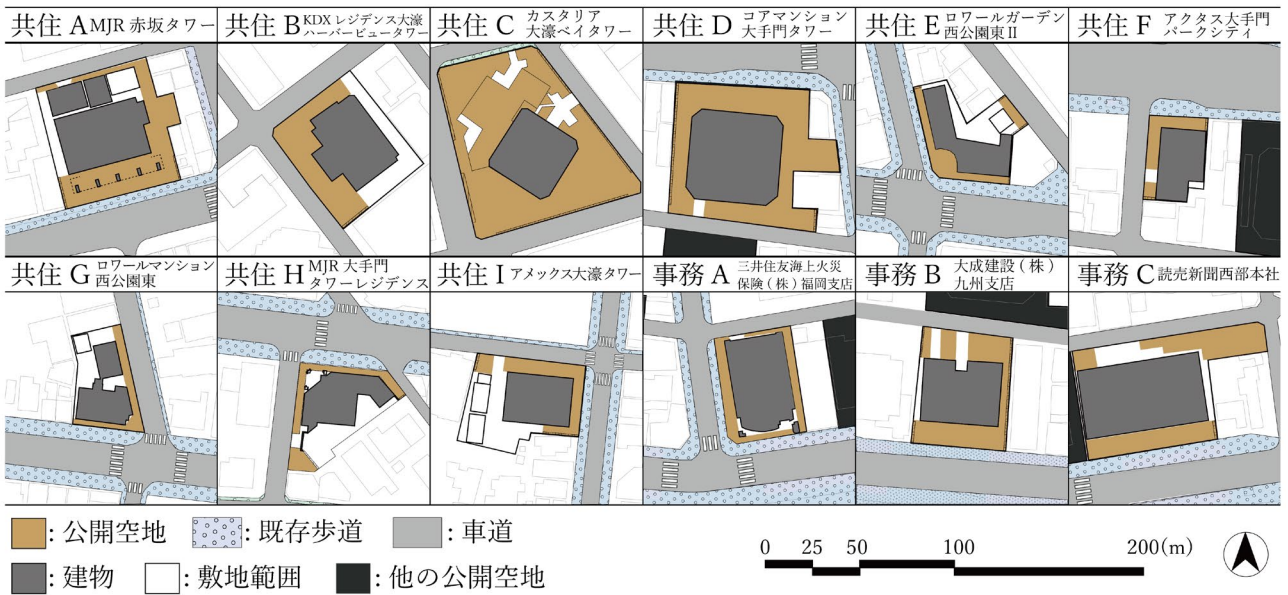 共住 A MJR 赤坂タワー
共住 B KDX レジデンス大濠
ハーバービュータワー
共住 C カスタリア
大濠ベイタワー
共住 D コアマンション
大手門タワー
共住 E ロワールガーデン
西公園東Ⅱ
共住 F アクタス大手門
パークシティ
共住 G ロワールマンション
西公園東
共住 H MJR 大手門
タワーレジデンス
共住 I アメックス大濠タワー
事務 A 三井住友海上火災
保険(株)福岡支店
事務 B 大成建設(株)
九州支店
事務 C 読売新聞西部本社
: 公開空地
: 既存歩道
: 車道
: 建物
: 敷地範囲
: 他の公開空地
0 25 50 100 200(m)